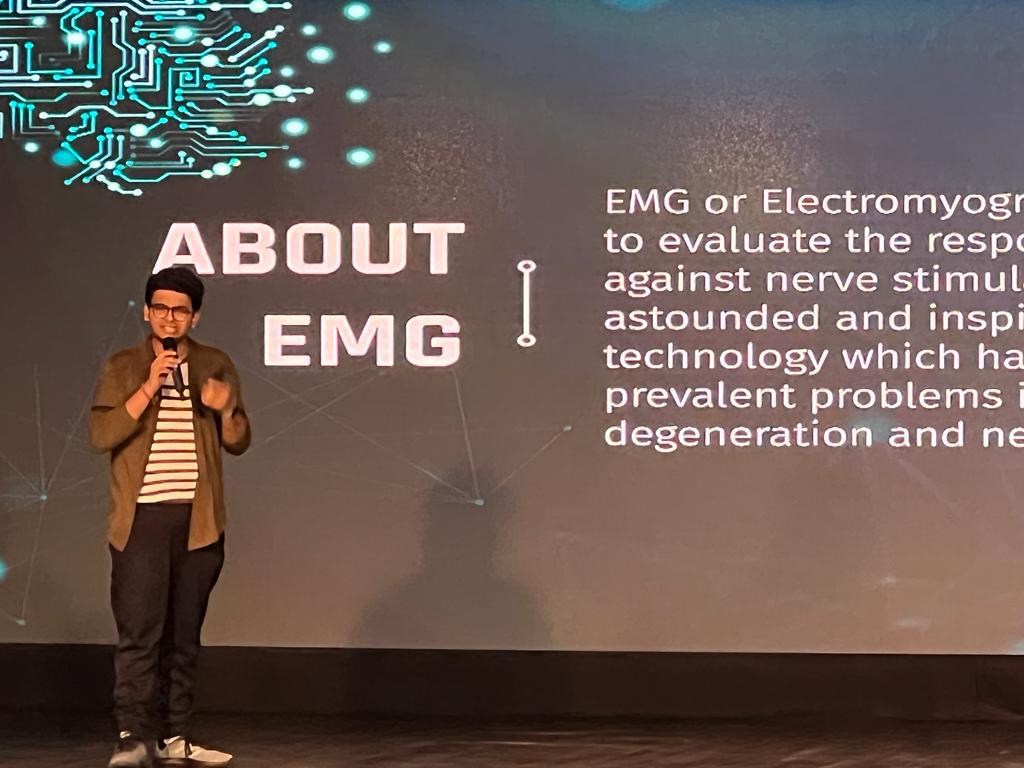 ABOUT
EMG
EMG or
to evaluate the
against nerve
astounded and
technology which
prevalent problems
degeneration and